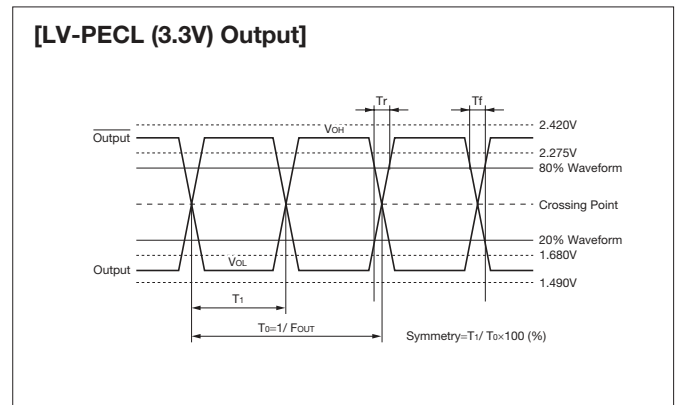 [LV-PECL (3.3V) Output]
Tr
Tf
2.420V
VOH
Output
2.275V
80% Waveform
Crossing Point
20% Waveform
1.680V
VOL
Output
1.490V
T1
T0=1/ FOUT
Symmetry=T1/ T0×100 (%)